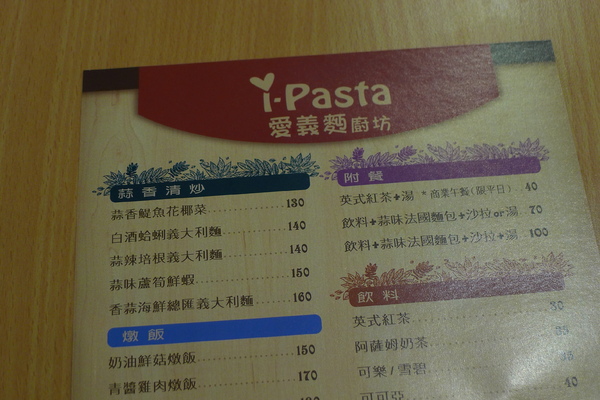 i-Pasta
愛義麵廚坊
蒜香清炒
蒜香鯷魚花椰菜 130
白酒蛤蜊義大利麵 140
蒜辣培根義大利麵 140
蒜味蘆筍鮮蝦 150
香蒜海鮮總匯義大利麵 160
燉飯
奶油鮮菇燉飯 150
青醬雞肉燉飯 170
附餐
英式紅茶+湯 *商業午餐(限平日) 40
飲料+蒜味法國麵包+沙拉or湯 70
飲料+蒜味法國麵包+沙拉+湯 100
飲料
英式紅茶 30
阿薩姆奶茶 35
可樂/雪碧 35
可可亞 40